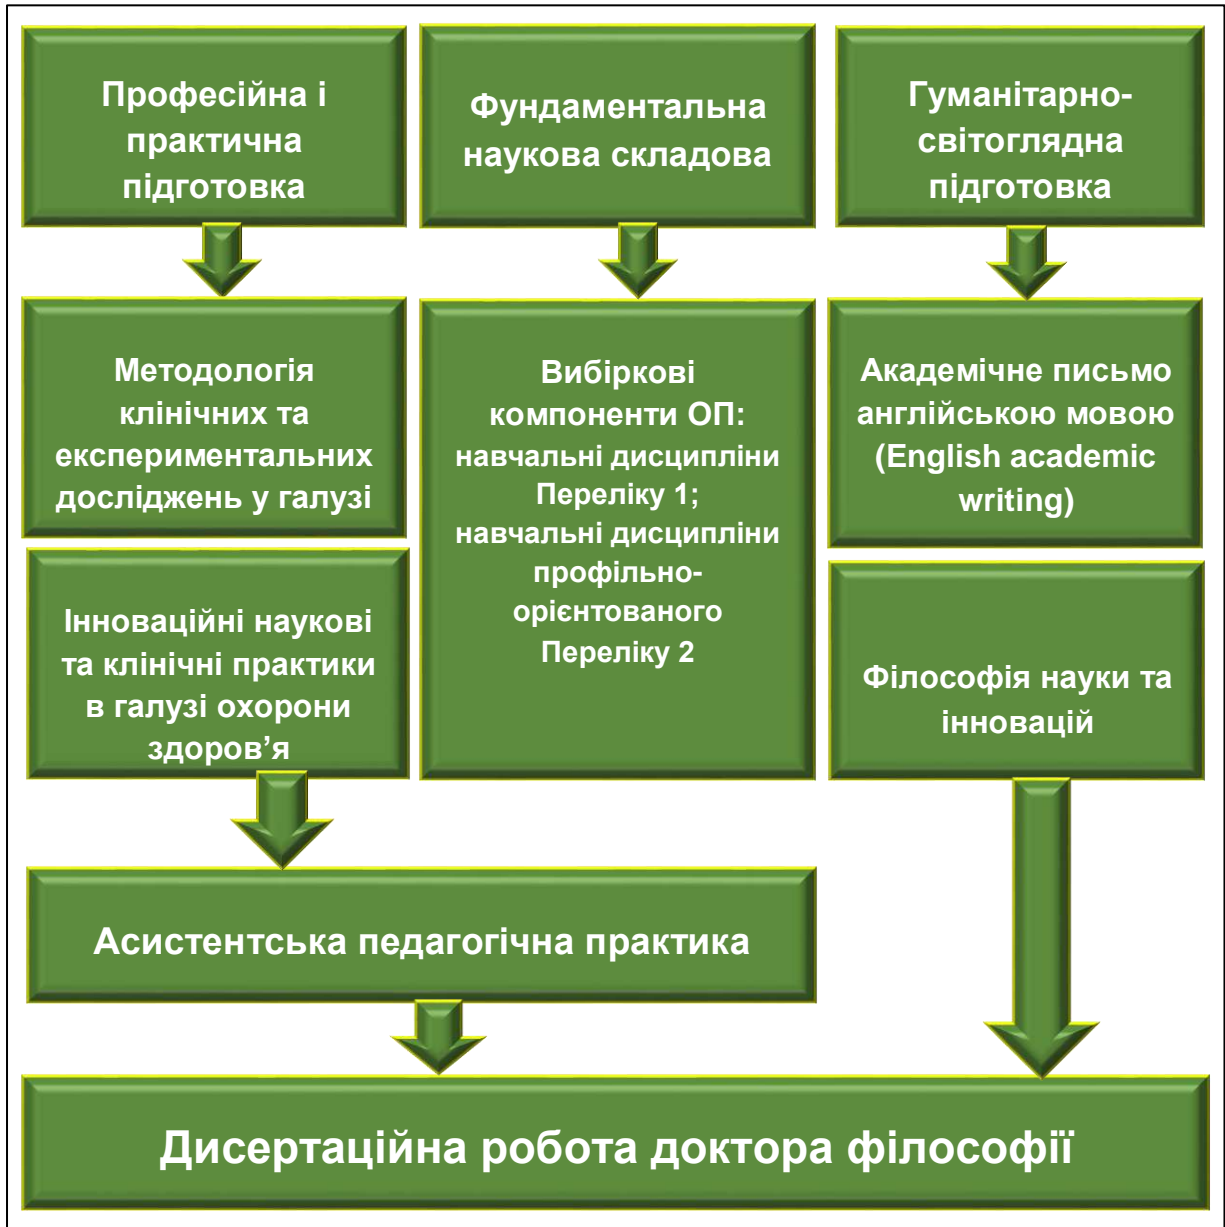 Професійна і
практична
підготовка
Фундаментальна
наукова складова
Гуманітарно-
світоглядна
підготовка
Методологія
клінічних та
експериментальних
досліджень у галузі
Інноваційні наукові
та клінічні практики
в галузі охорони
здоров’я
Вибіркові
компоненти ОП:
навчальні дисципліни
Переліку 1;
навчальні дисципліни
профільно-
орієнтованого
Переліку 2
Академічне письмо
англійською мовою
(English academic
writing)
Філософія науки та
інновацій
Асистентська педагогічна практика
Дисертаційна робота доктора філософії